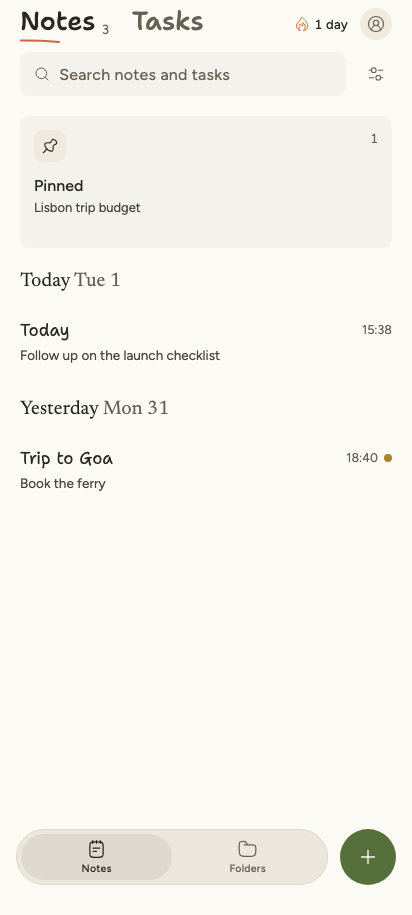 Notes 3 Tasks 1 day
Search notes and tasks
1
Pinned
Lisbon trip budget
Today Tue 1
Today 15:38
Follow up on the launch checklist
Yesterday Mon 31
Trip to Goa 18:40
Book the ferry
Notes Folders